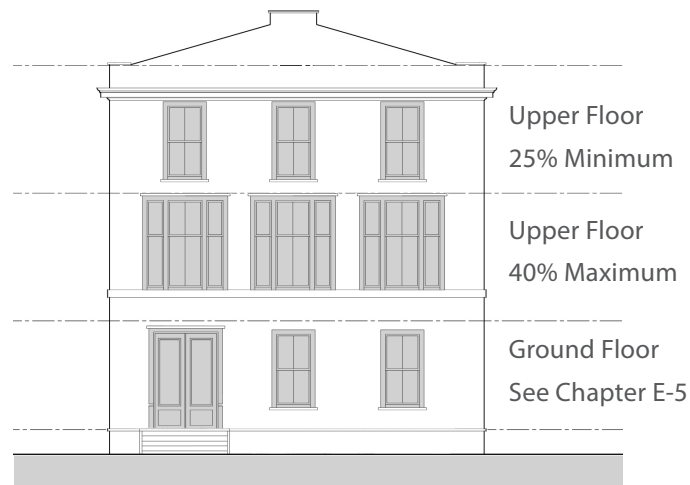 Upper Floor
25% Minimum
Upper Floor
40% Maximum
Ground Floor
See Chapter E-5